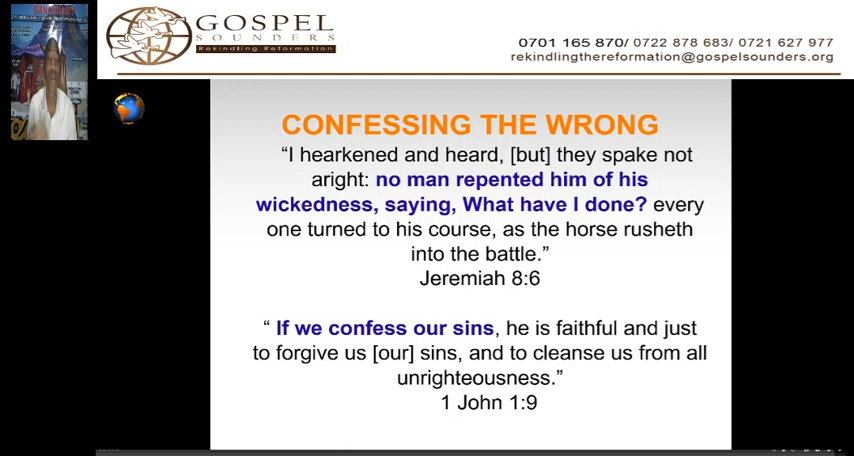 GOSPEL
SOUNDERS
Rekindling Reformation
0701 165 870/ 0722 878 683/ 0721 627 977
rekindlingthereformation@gospelsounders.org
CONFESSING THE WRONG
“I hearkened and heard, [but] they spake not
aright: no man repented him of his
wickedness, saying, What have I done? every
one turned to his course, as the horse rusheth
into the battle.”
Jeremiah 8:6
“ If we confess our sins, he is faithful and just
to forgive us [our] sins, and to cleanse us from all
unrighteousness.”
1 John 1:9